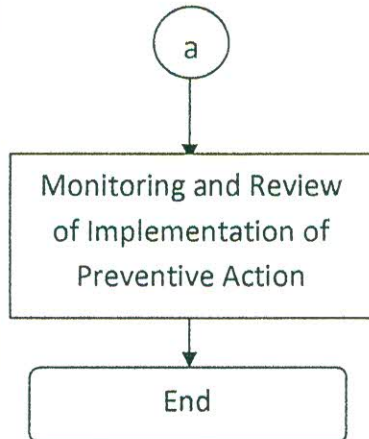 a
Monitoring and Review
of Implementation of
Preventive Action
End